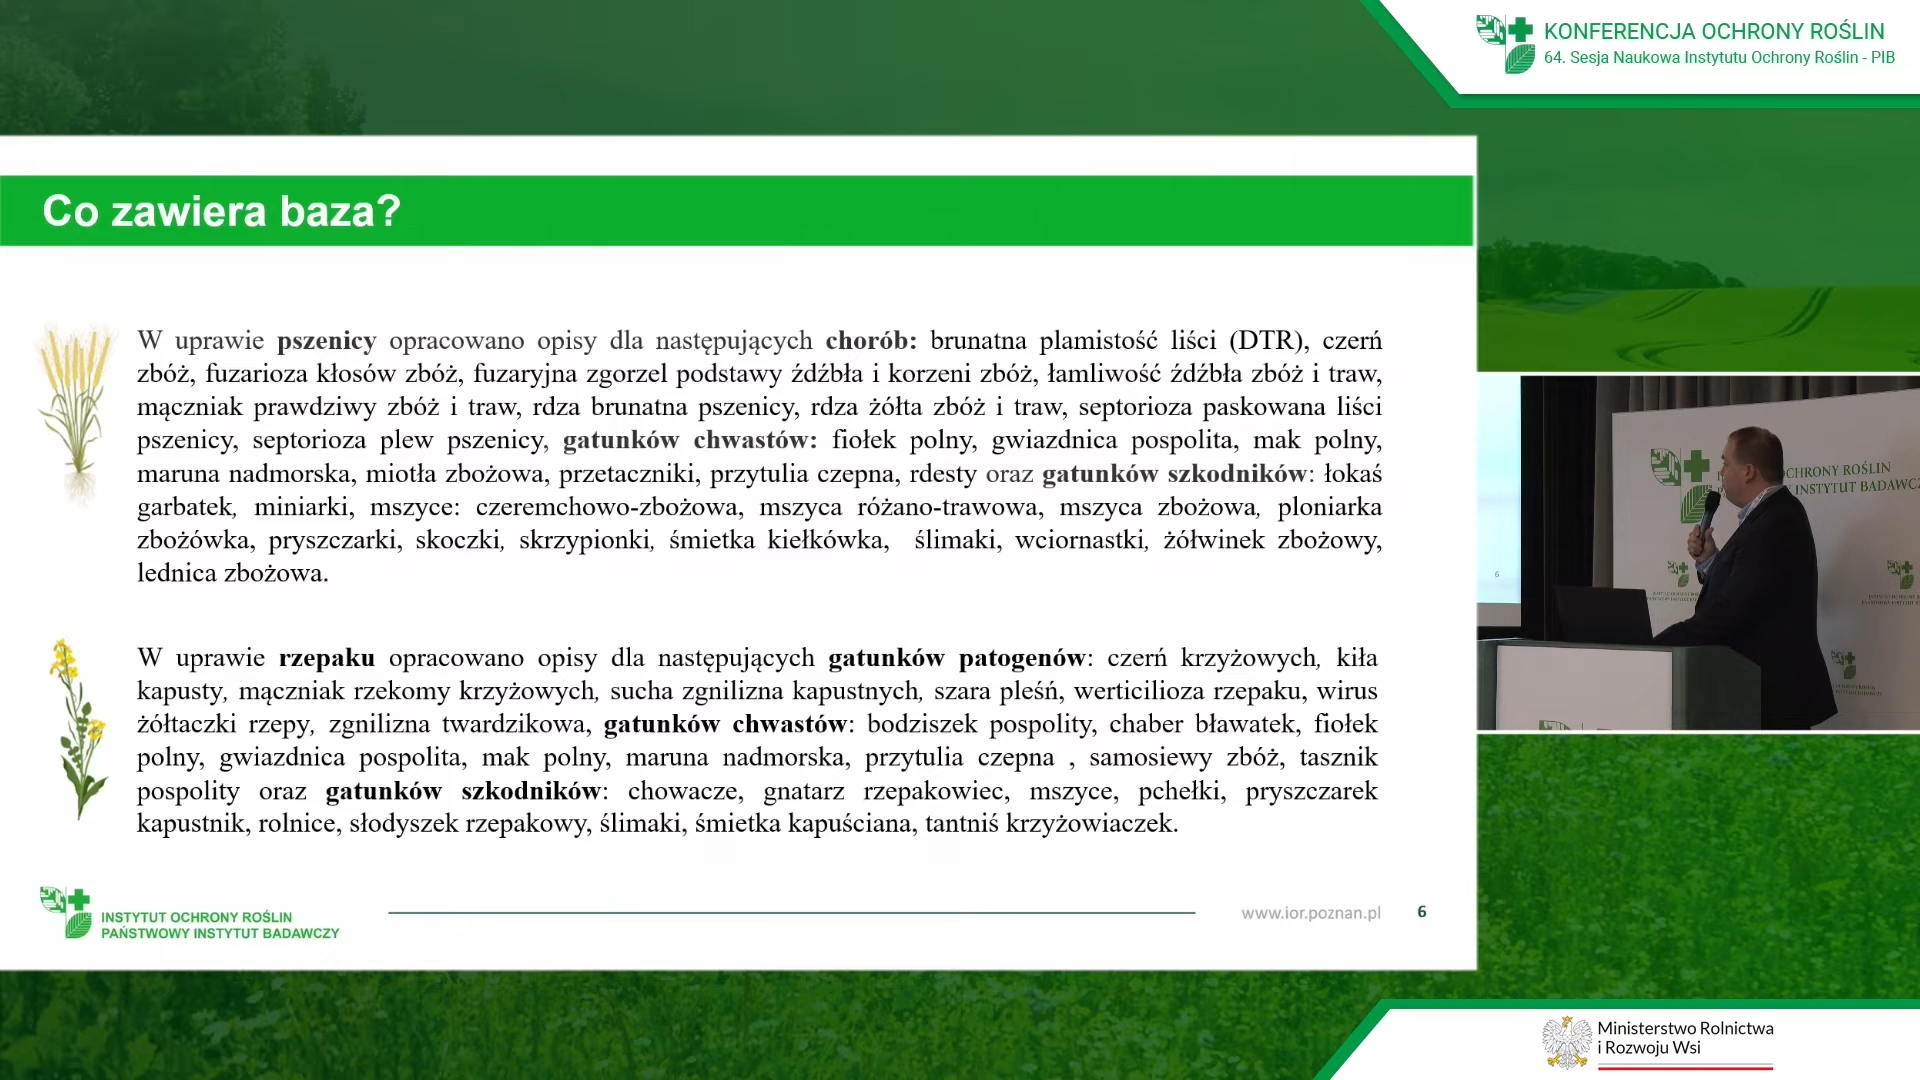 KONFERENCJA OCHRONY ROŚLIN
64. Sesja Naukowa Instytutu Ochrony Roślin - PIB
Co zawiera baza?
W uprawie pszenicy opracowano opisy dla następujących chorób: brunatna plamistość liści (DTR), czerń
zbóż, fuzarioza kłosów zbóż, fuzaryjna zgorzel podstawy źdźbła i korzeni zbóż, łamliwość źdźbła zbóż i traw,
mączniak prawdziwy zbóż i traw, rdza brunatna pszenicy, rdza żółta zbóż i traw, septorioza paskowana liści
pszenicy, septorioza plew pszenicy, gatunków chwastów: fiołek polny, gwiazdnica pospolita, mak polny,
maruna nadmorska, miotła zbożowa, przetaczniki, przytulia czepna, rdesty oraz gatunków szkodników: łokaś
garbatek, miniarki, mszyce: czeremchowo-zbożowa, mszyca różano-trawowa, mszyca zbożowa, ploniarka
zbożówka, pryszczarki, skoczki, skrzypionki, śmietka kiełkówka, ślimaki, wciornastki, żółwinek zbożowy,
lednica zbożowa.
W uprawie rzepaku opracowano opisy dla następujących gatunków patogenów: czerń krzyżowych, kiła
kapusty, mączniak rzekomy krzyżowych, sucha zgnilizna kapustnych, szara pleśń, werticilioza rzepaku, wirus
żółtaczki rzepy, zgnilizna twardzikowa, gatunków chwastów: bodziszek pospolity, chaber bławatek, fiołek
polny, gwiazdnica pospolita, mak polny, maruna nadmorska, przytulia czepna , samosiewy zbóż, tasznik
pospolity oraz gatunków szkodników: chowacze, gnatarz rzepakowiec, mszyce, pchełki, pryszczarek
kapustnik, rolnice, słodyszek rzepakowy, ślimaki, śmietka kapuściana, tantniś krzyżowiaczek.
INSTYTUT OCHRONY ROŚLIN
PAŃSTWOWY INSTYTUT BADAWCZY
www.ior.poznan.pl
6
OCHRONY ROŚLIN
INSTYTUT BADAWCZ
6
Ministerstwo Rolnictwa
i Rozwoju Wsi